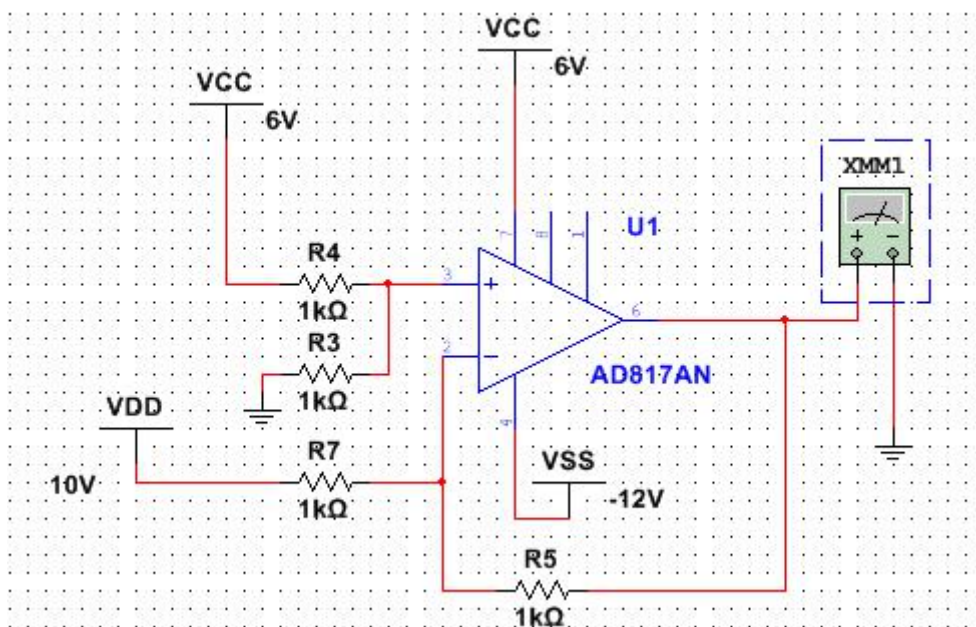 VCC
6V
VCC
6V
XMM1
+ −
U1
7
8
1
R4
1kΩ
3
+
6
R3
1kΩ
2
−
AD817AN
4
VDD
10V
R7
1kΩ
VSS
-12V
R5
1kΩ